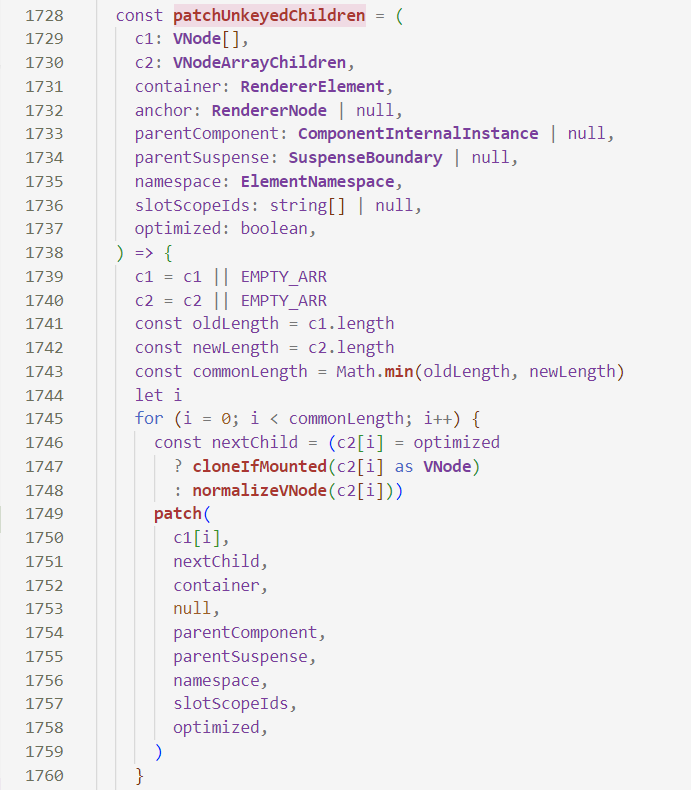 1728 const patchUnkeyedChildren = (
1729 c1: VNode[],
1730 c2: VNodeArrayChildren,
1731 container: RendererElement,
1732 anchor: RendererNode | null,
1733 parentComponent: ComponentInternalInstance | null,
1734 parentSuspense: SuspenseBoundary | null,
1735 namespace: ElementNamespace,
1736 slotScopeIds: string[] | null,
1737 optimized: boolean,
1738 ) => {
1739 c1 = c1 || EMPTY_ARR
1740 c2 = c2 || EMPTY_ARR
1741 const oldLength = c1.length
1742 const newLength = c2.length
1743 const commonLength = Math.min(oldLength, newLength)
1744 let i
1745 for (i = 0; i < commonLength; i++) {
1746 const nextChild = (c2[i] = optimized
1747 ? cloneIfMounted(c2[i] as VNode)
1748 : normalizeVNode(c2[i]))
1749 patch(
1750 c1[i],
1751 nextChild,
1752 container,
1753 null,
1754 parentComponent,
1755 parentSuspense,
1756 namespace,
1757 slotScopeIds,
1758 optimized,
1759 )
1760 }